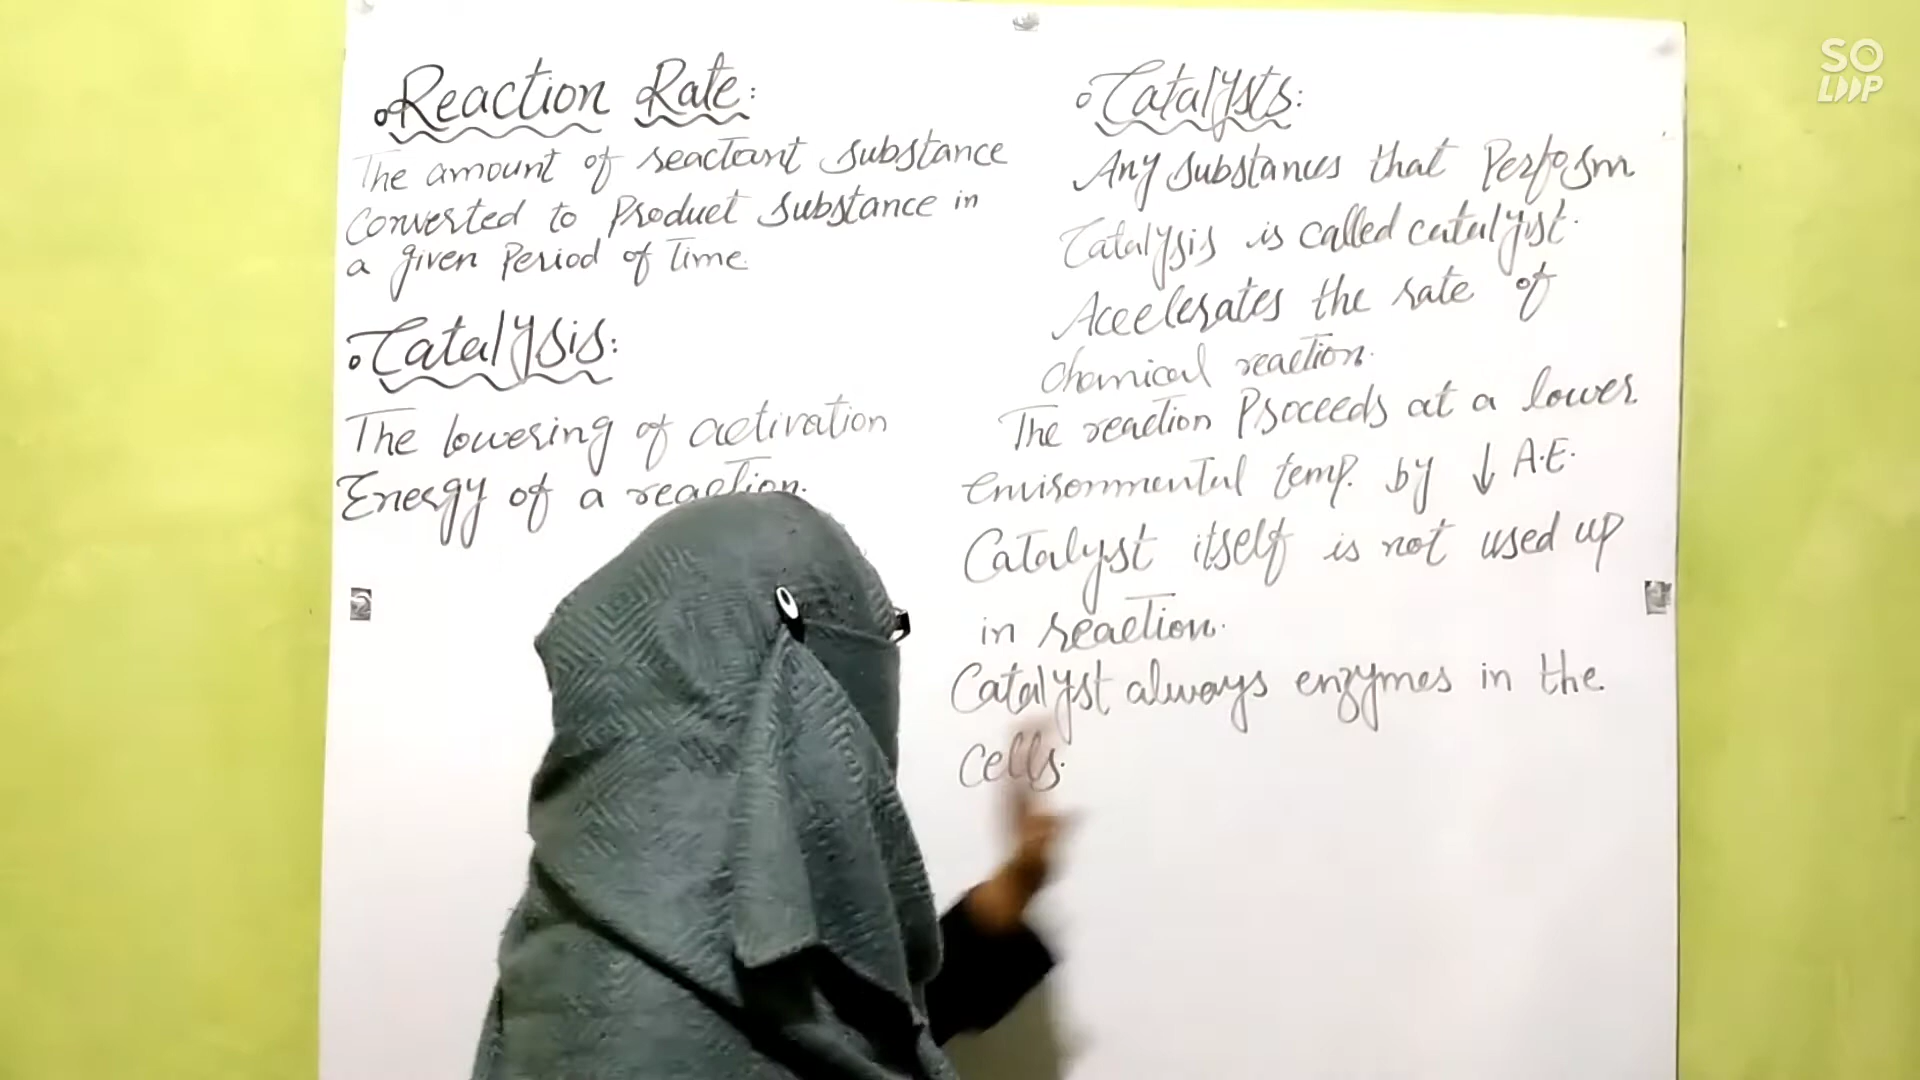 Reaction Rate:
The amount of reactant substance
Converted to Product substance in
a given Period of Time.
Catalysis:
The lowering of activation
Energy of a reaction.
Catalysts:
Any substances that Perform
Catalysis is called catalyst.
Accelerates the rate of
chemical reaction.
The reaction Proceeds at a lower
environmental temp. by ↓ A.E.
Catalyst itself is not used up
in reaction.
Catalyst always enzymes in the
cells.
SO
LOOP